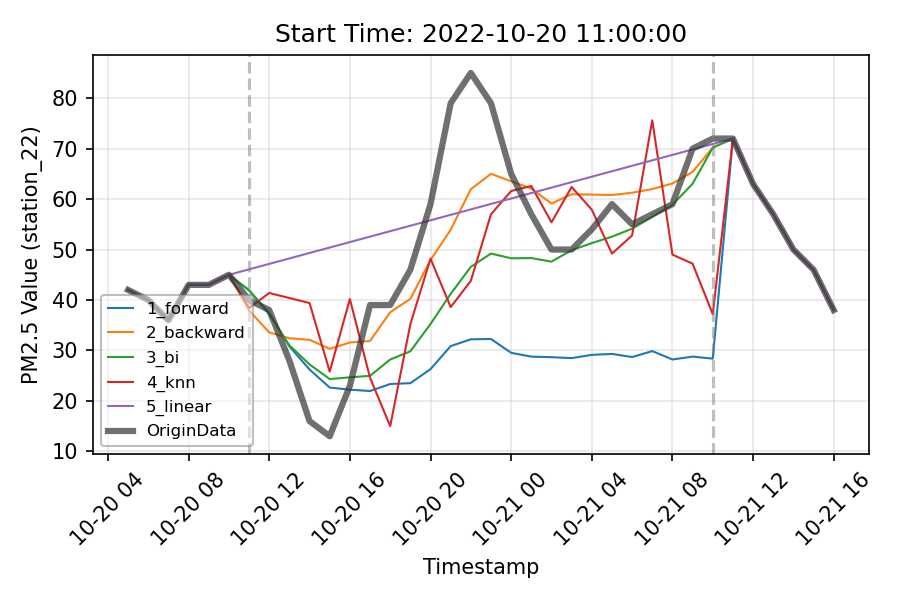 Start Time: 2022-10-20 11:00:00
PM2.5 Value (station_22)
80
70
60
50
40
30
20
10
1_forward
2_backward
3_bi
4_knn
5_linear
OriginData
10-20 04
10-20 08
10-20 12
10-20 16
10-20 20
10-21 00
10-21 04
10-21 08
10-21 12
10-21 16
Timestamp